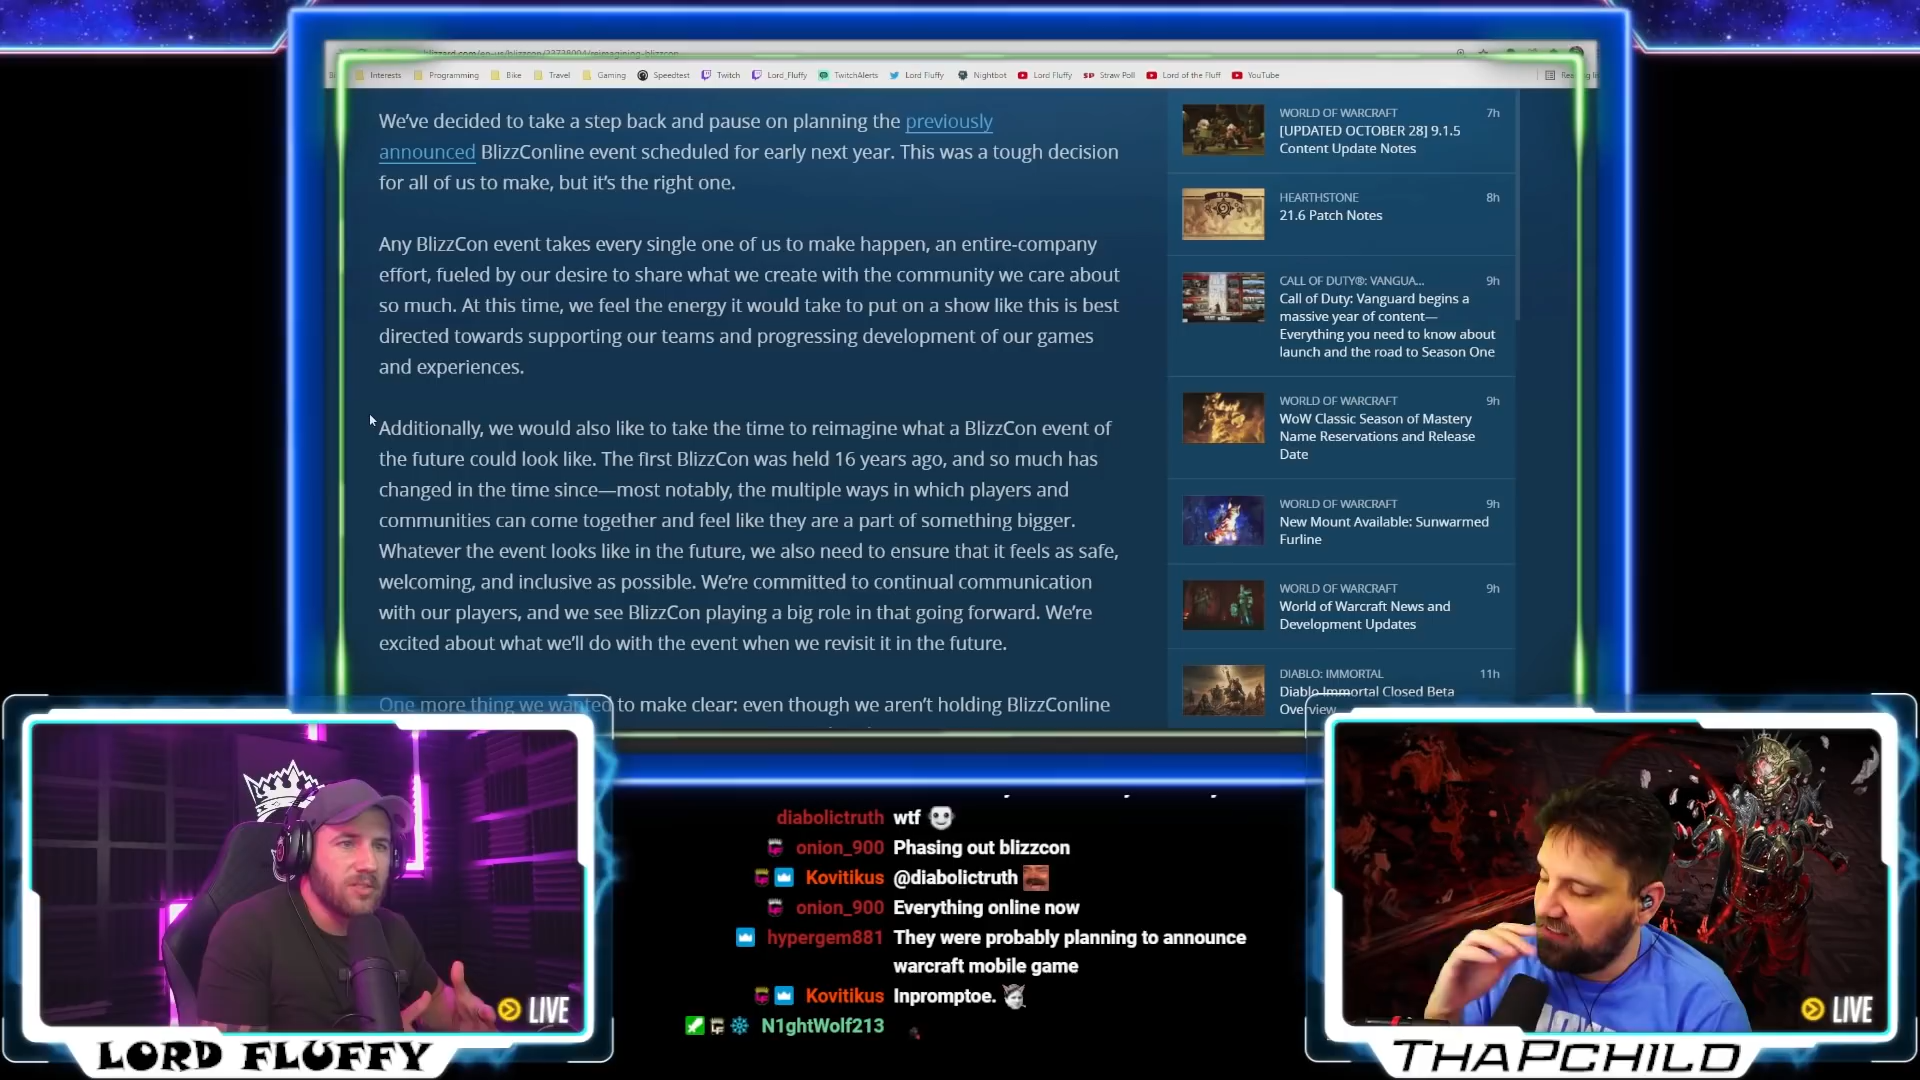 blizzard.com/en-us/blizzcon/23738904/reimagining-blizzcon
Interests Programming Bike Travel Gaming Speedtest Twitch Lord_Fluffy TwitchAlerts Lord Fluffy Nightbot Lord Fluffy SP Straw Poll Lord of the Fluff YouTube
We’ve decided to take a step back and pause on planning the previously
announced BlizzConline event scheduled for early next year. This was a tough decision
for all of us to make, but it’s the right one.
Any BlizzCon event takes every single one of us to make happen, an entire-company
effort, fueled by our desire to share what we create with the community we care about
so much. At this time, we feel the energy it would take to put on a show like this is best
directed towards supporting our teams and progressing development of our games
and experiences.
Additionally, we would also like to take the time to reimagine what a BlizzCon event of
the future could look like. The first BlizzCon was held 16 years ago, and so much has
changed in the time since—most notably, the multiple ways in which players and
communities can come together and feel like they are a part of something bigger.
Whatever the event looks like in the future, we also need to ensure that it feels as safe,
welcoming, and inclusive as possible. We’re committed to continual communication
with our players, and we see BlizzCon playing a big role in that going forward. We’re
excited about what we’ll do with the event when we revisit it in the future.
One more thing we wanted to make clear: even though we aren’t holding BlizzConline
WORLD OF WARCRAFT 7h
[UPDATED OCTOBER 28] 9.1.5
Content Update Notes
HEARTHSTONE 8h
21.6 Patch Notes
CALL OF DUTY®: VANGUA... 9h
Call of Duty: Vanguard begins a
massive year of content—
Everything you need to know about
launch and the road to Season One
WORLD OF WARCRAFT 9h
WoW Classic Season of Mastery
Name Reservations and Release
Date
WORLD OF WARCRAFT 9h
New Mount Available: Sunwarmed
Furline
WORLD OF WARCRAFT 9h
World of Warcraft News and
Development Updates
DIABLO: IMMORTAL 11h
Diablo Immortal Closed Beta
Overview
diabolictruth wtf
onion_900 Phasing out blizzcon
Kovitikus @diabolictruth
onion_900 Everything online now
hypergem881 They were probably planning to announce
warcraft mobile game
Kovitikus Inpromptoe.
N1ghtWolf213
LIVE
LORD FLUFFY
LIVE
THAPCHILD